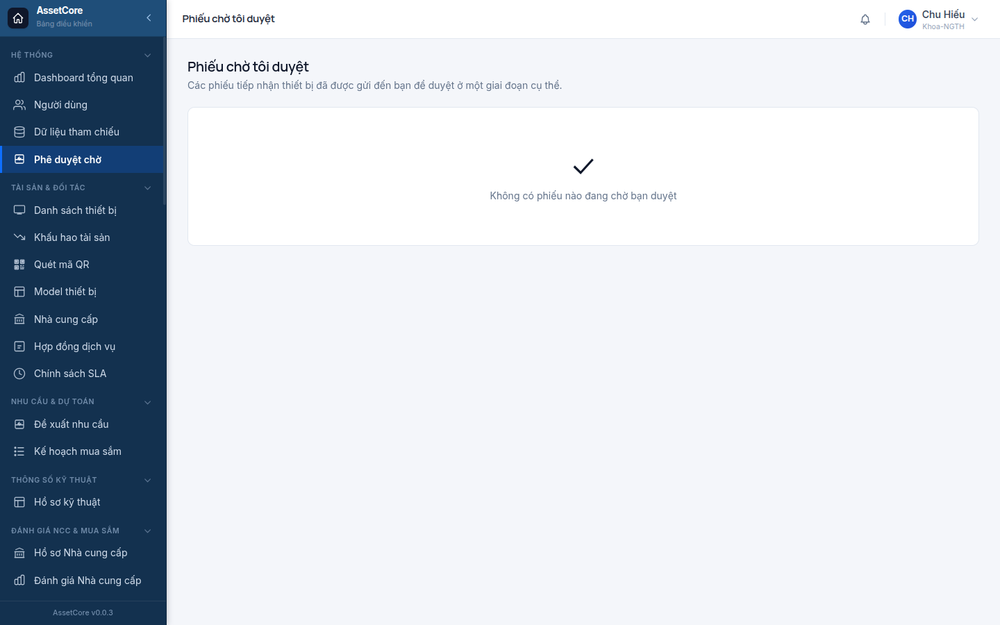 AssetCore
Bảng điều khiển
HỆ THỐNG
Dashboard tổng quan
Người dùng
Dữ liệu tham chiếu
Phê duyệt chờ
TÀI SẢN & ĐỐI TÁC
Danh sách thiết bị
Khấu hao tài sản
Quét mã QR
Model thiết bị
Nhà cung cấp
Hợp đồng dịch vụ
Chính sách SLA
NHU CẦU & DỰ TOÁN
Đề xuất nhu cầu
Kế hoạch mua sắm
THÔNG SỐ KỸ THUẬT
Hồ sơ kỹ thuật
ĐÁNH GIÁ NCC & MUA SẮM
Hồ sơ Nhà cung cấp
Đánh giá Nhà cung cấp
AssetCore v0.0.3
Phiếu chờ tôi duyệt
CH
Chu Hiếu
Khoa-NGTH
Phiếu chờ tôi duyệt
Các phiếu tiếp nhận thiết bị đã được gửi đến bạn để duyệt ở một giai đoạn cụ thể.
Không có phiếu nào đang chờ bạn duyệt